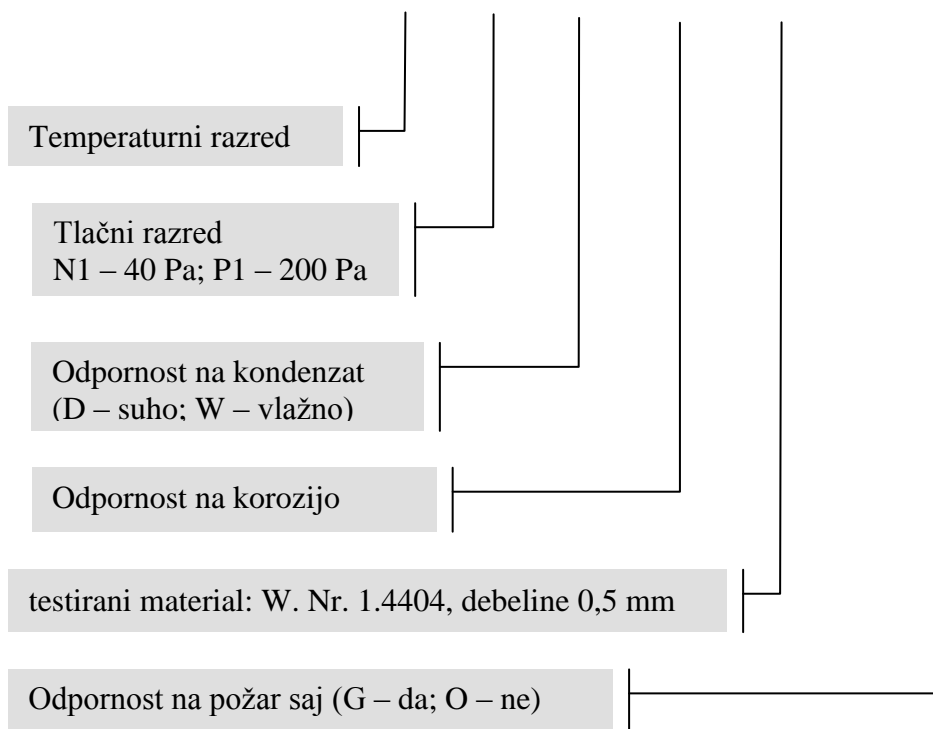 Temperaturni razred
Tlačni razred
N1 – 40 Pa; P1 – 200 Pa
Odpornost na kondenzat
(D – suho; W – vlažno)
Odpornost na korozijo
testirani material: W. Nr. 1.4404, debeline 0,5 mm
Odpornost na požar saj (G – da; O – ne)